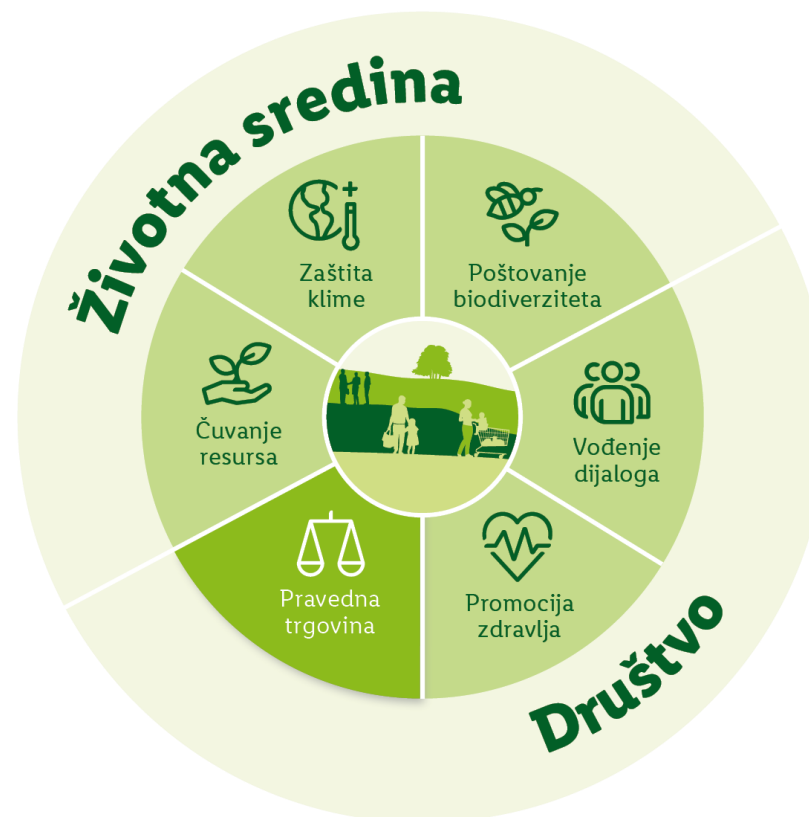 Životna sredina
Zaštita
klime
Poštovanje
biodiverziteta
Čuvanje
resursa
Vođenje
dijaloga
Pravedna
trgovina
Promocija
zdravlja
Društvo